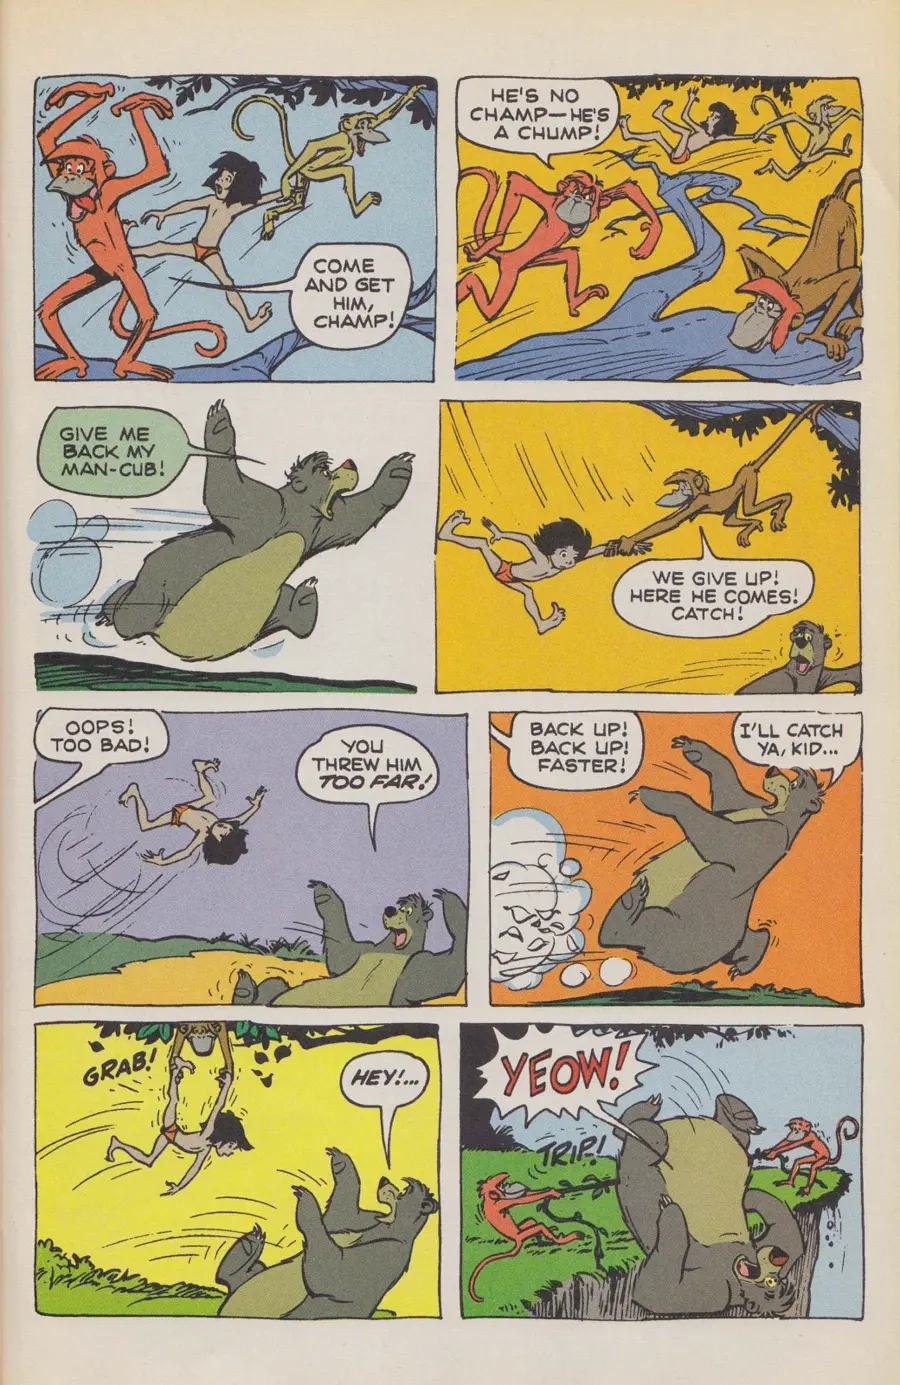 COME
AND GET
HIM,
CHAMP!
HE'S NO
CHAMP—HE'S
A CHUMP!
GIVE ME
BACK MY
MAN-CUB!
WE GIVE UP!
HERE HE COMES!
CATCH!
OOPS!
TOO BAD!
YOU
THREW HIM
TOO FAR!
BACK UP!
BACK UP!
FASTER!
I'LL CATCH
YA, KID...
GRAB!
HEY!...
YEOW!
TRIP!